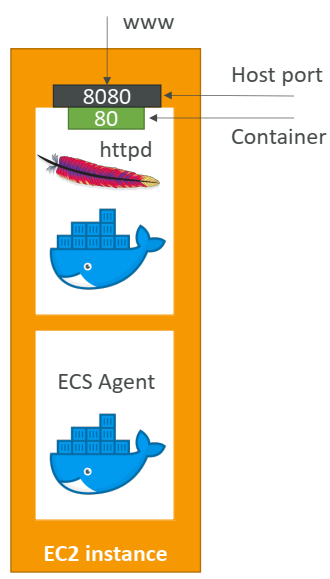 www
Host port
8080
80
Container
httpd
ECS Agent
EC2 instance